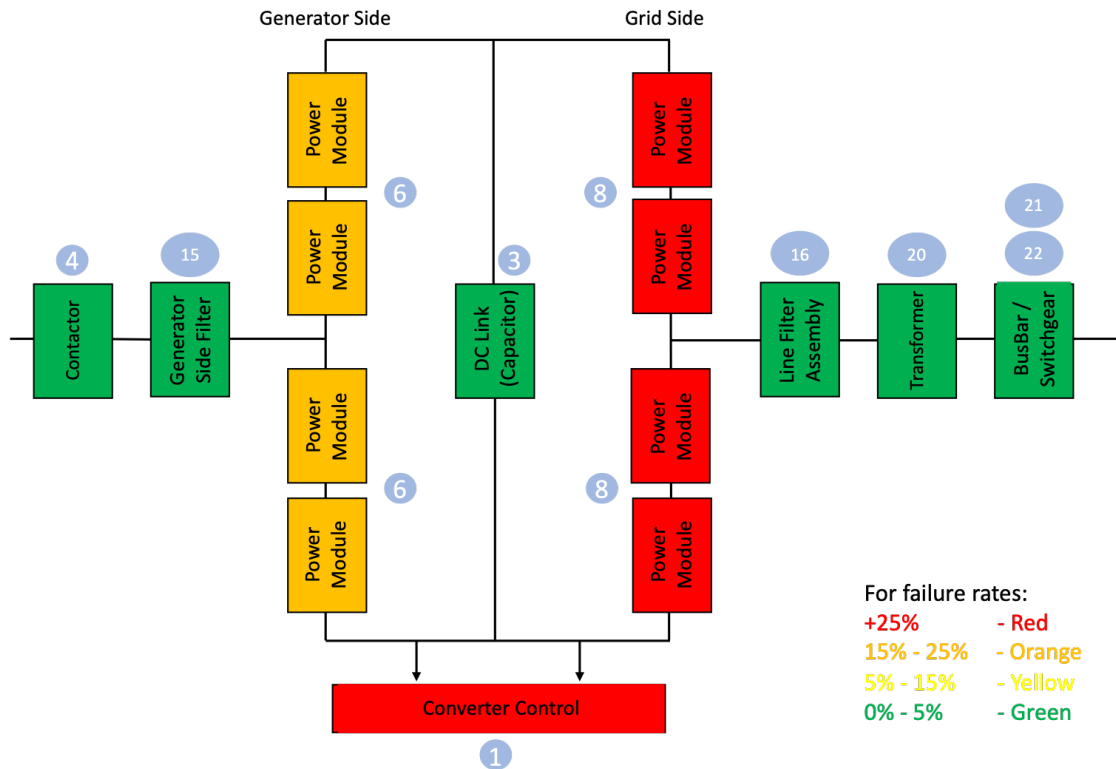 Generator Side
Grid Side
Power
Module
Power
Module
6
8
21
Power
Module
Power
Module
4
15
3
16
20
22
Contactor
Generator
Side Filter
DC Link
(Capacitor)
Line Filter
Assembly
Transformer
BusBar /
Switchgear
Power
Module
Power
Module
6
8
Power
Module
Power
Module
For failure rates:
+25% - Red
15% - 25% - Orange
5% - 15% - Yellow
0% - 5% - Green
Converter Control
1